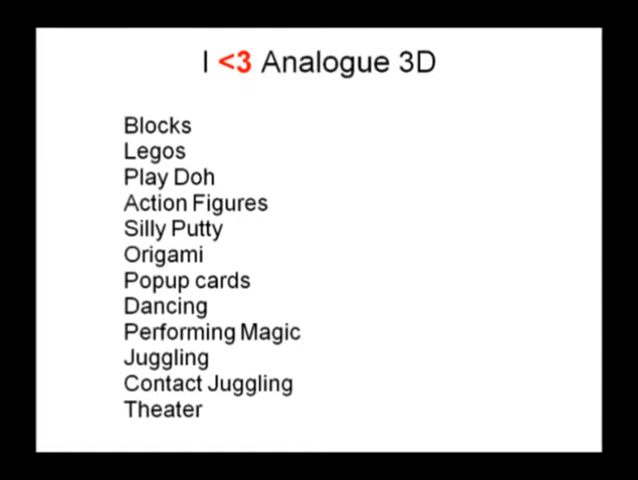 I <3 Analogue 3D
Blocks
Legos
Play Doh
Action Figures
Silly Putty
Origami
Popup cards
Dancing
Performing Magic
Juggling
Contact Juggling
Theater